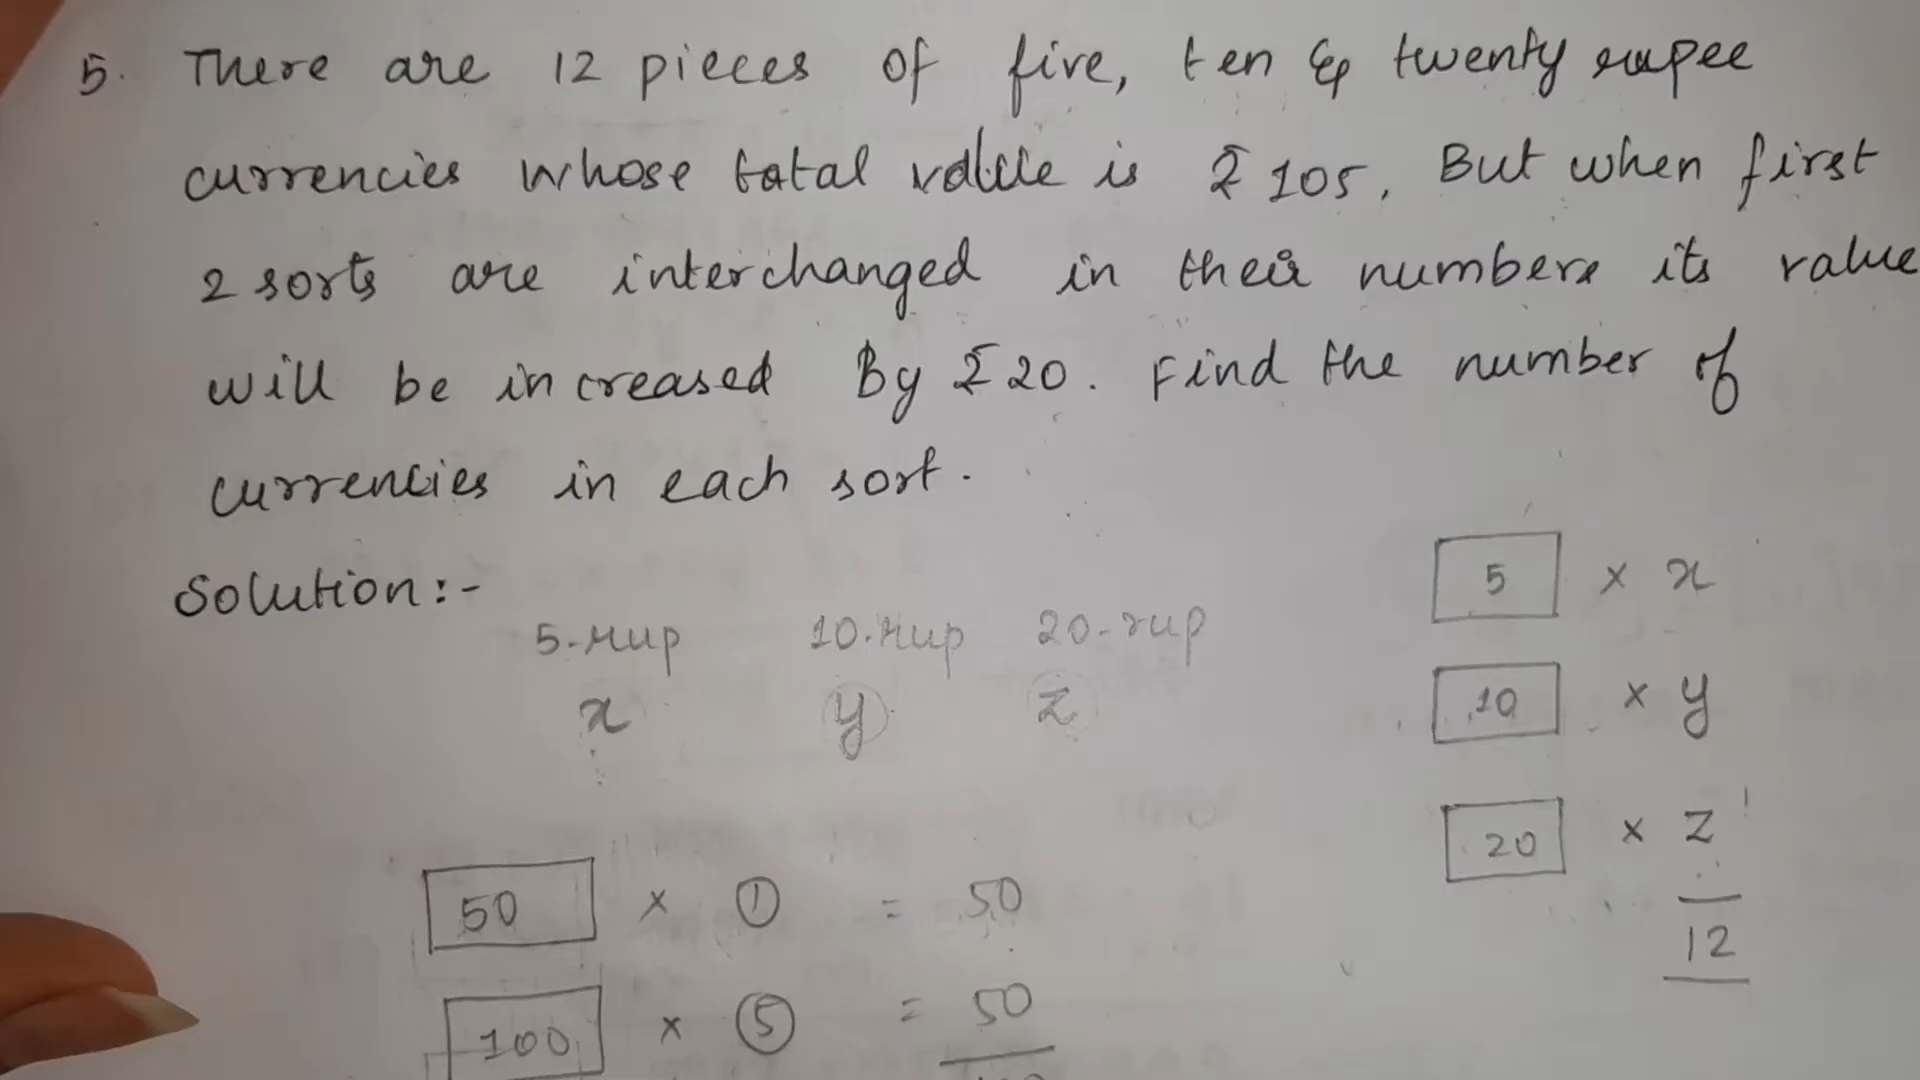 5. There are 12 pieces of five, ten & twenty rupee
currencies whose total value is ₹ 105. But when first
2 sorts are interchanged in their numbers its value
will be increased By ₹ 20. Find the number of
currencies in each sort.
Solution:-
5.rup 10.rup 20-rup
x y z
5 × x
10 × y
20 × z
12
50 × 1 = 50
100 × 5 = 50